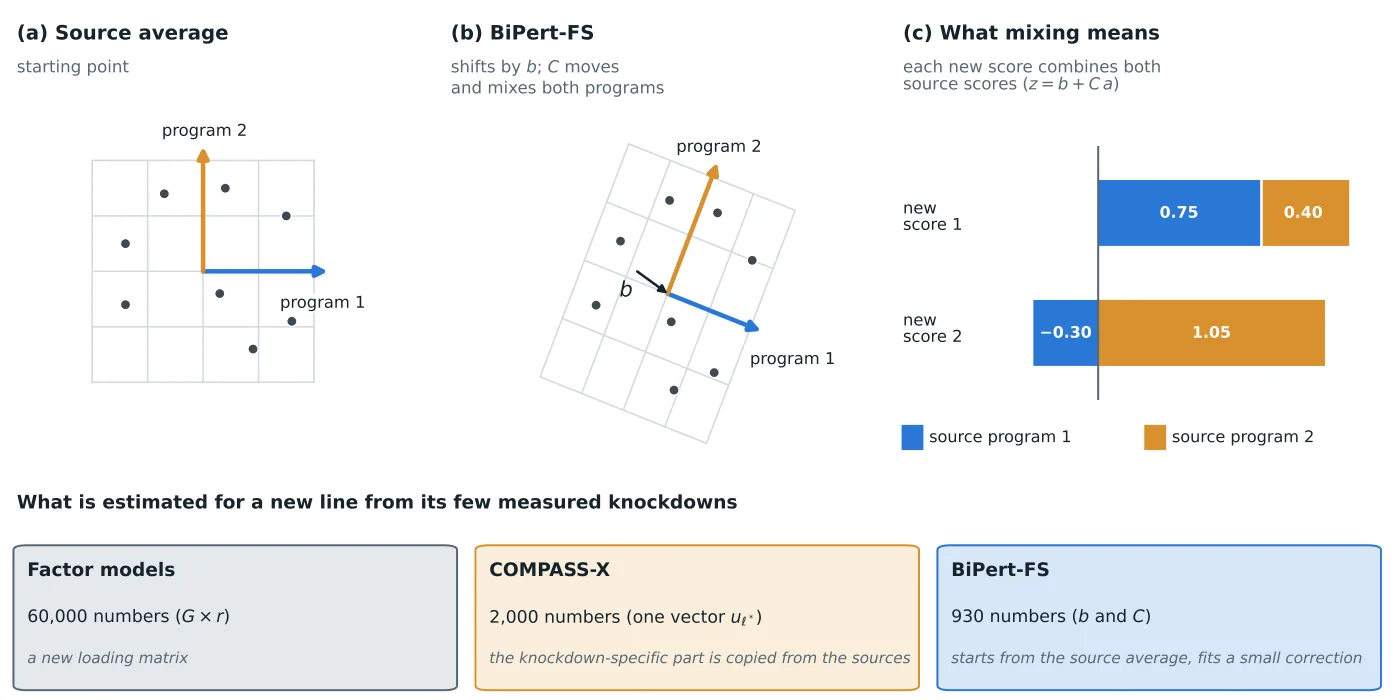 (a) Source average
starting point
program 2
program 1
(b) BiPert-FS
shifts by b; C moves
and mixes both programs
program 2
b
program 1
(c) What mixing means
each new score combines both
source scores (z = b + C a)
new
score 1
0.75
0.40
new
score 2
−0.30
1.05
source program 1
source program 2
What is estimated for a new line from its few measured knockdowns
Factor models
60,000 numbers (G × r)
a new loading matrix
COMPASS-X
2,000 numbers (one vector u_ℓ*)
the knockdown-specific part is copied from the sources
BiPert-FS
930 numbers (b and C)
starts from the source average, fits a small correction